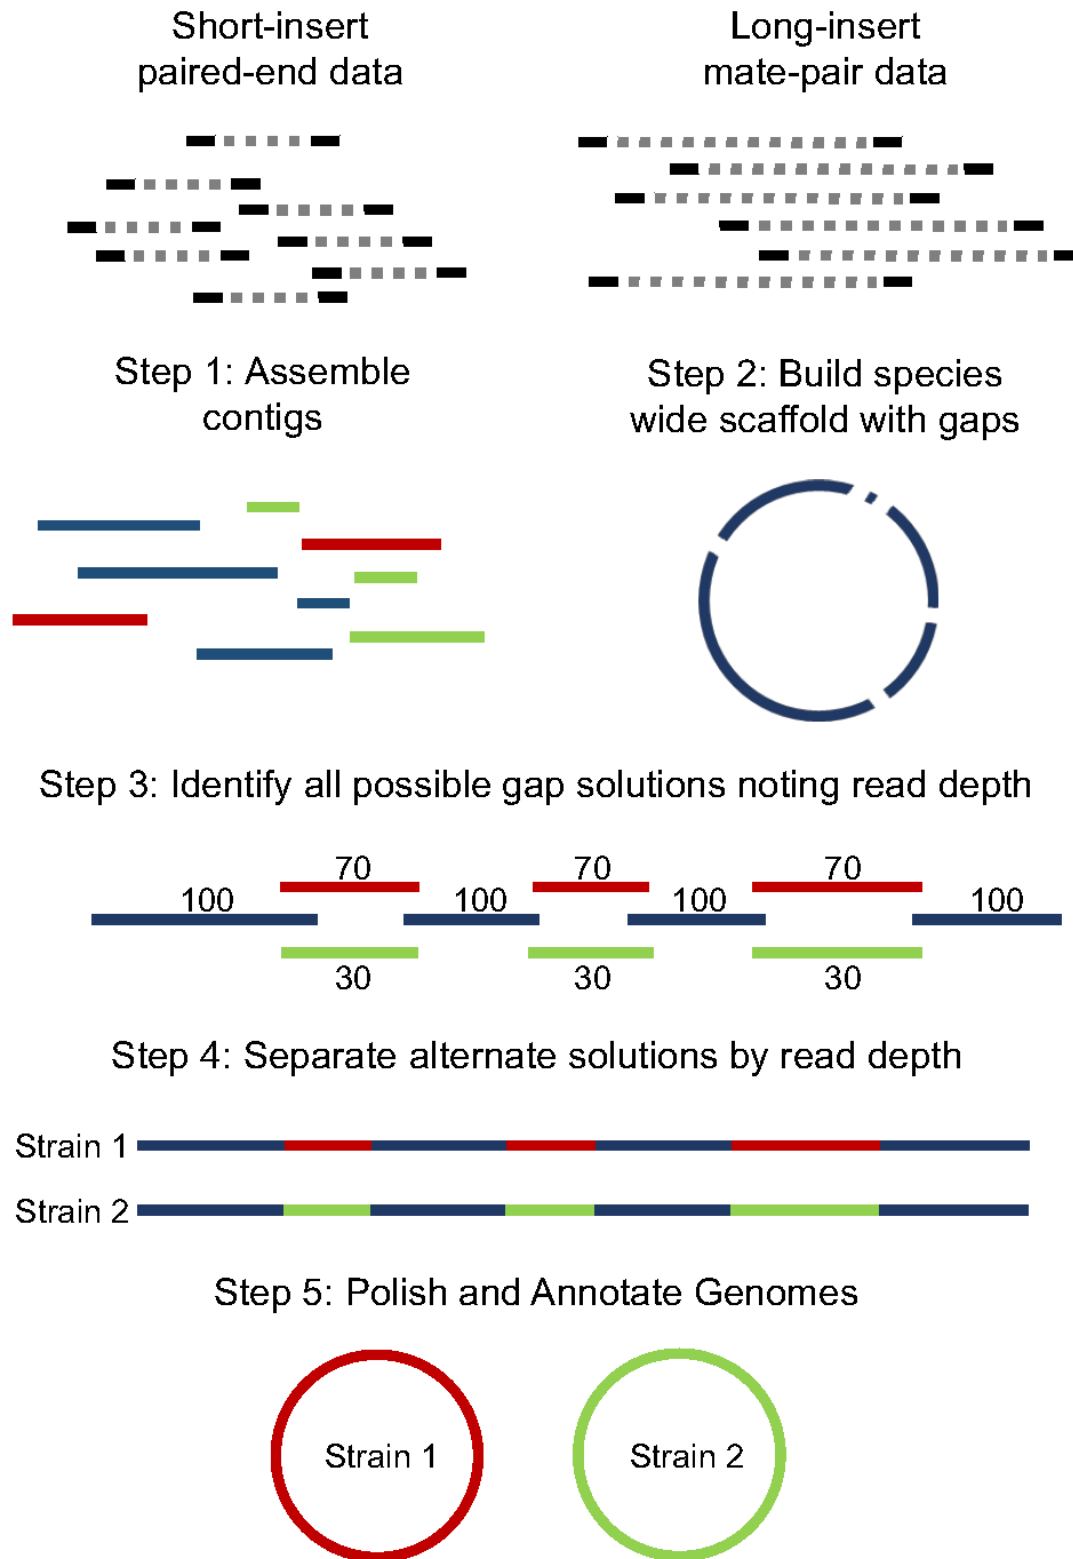 Short-insert
paired-end data
Long-insert
mate-pair data
Step 1: Assemble
contigs
Step 2: Build species
wide scaffold with gaps
Step 3: Identify all possible gap solutions noting read depth
70 70 70
100 100 100 100
30 30 30
Step 4: Separate alternate solutions by read depth
Strain 1
Strain 2
Step 5: Polish and Annotate Genomes
Strain 1 Strain 2